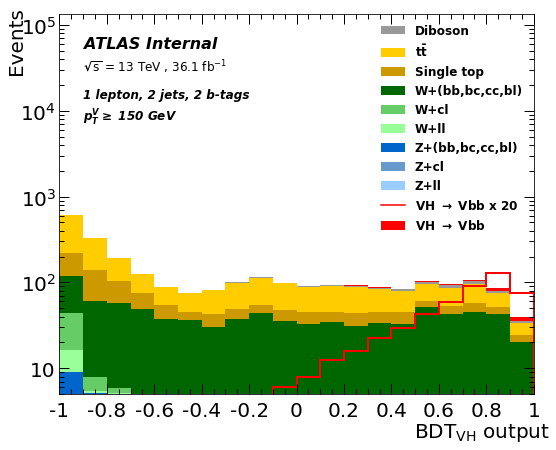 Events
10⁵
10⁴
10³
10²
10
ATLAS Internal
√s = 13 TeV , 36.1 fb⁻¹
1 lepton, 2 jets, 2 b-tags
p_T^V ≥ 150 GeV
Diboson
tt̄
Single top
W+(bb,bc,cc,bl)
W+cl
W+ll
Z+(bb,bc,cc,bl)
Z+cl
Z+ll
VH → Vbb x 20
VH → Vbb
-1 -0.8 -0.6 -0.4 -0.2 0 0.2 0.4 0.6 0.8 1
BDT_VH output